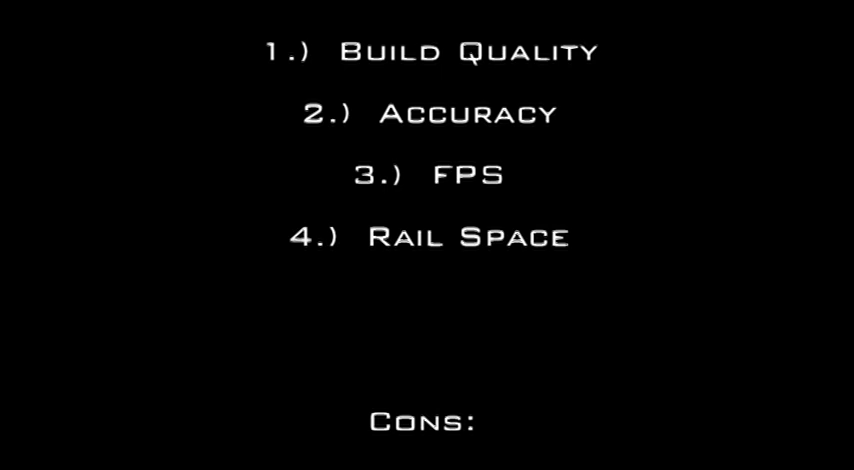 1.) Build Quality
2.) Accuracy
3.) FPS
4.) Rail Space
Cons: